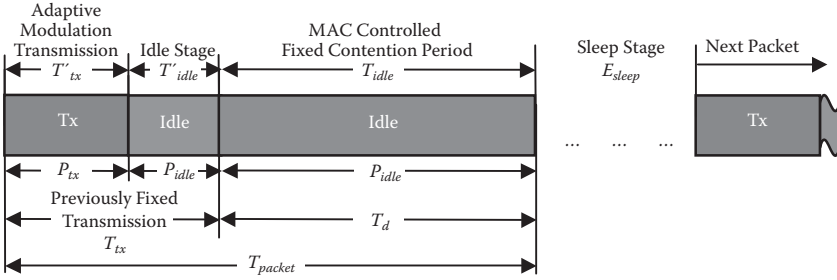 Adaptive
Modulation
Transmission
Idle Stage
MAC Controlled
Fixed Contention Period
Sleep Stage
Next Packet
T´tx
T´idle
Tidle
Esleep
Tx
Idle
Idle
... ... ...
Tx
Ptx
Pidle
Pidle
Previously Fixed
Transmission
Ttx
Td
Tpacket